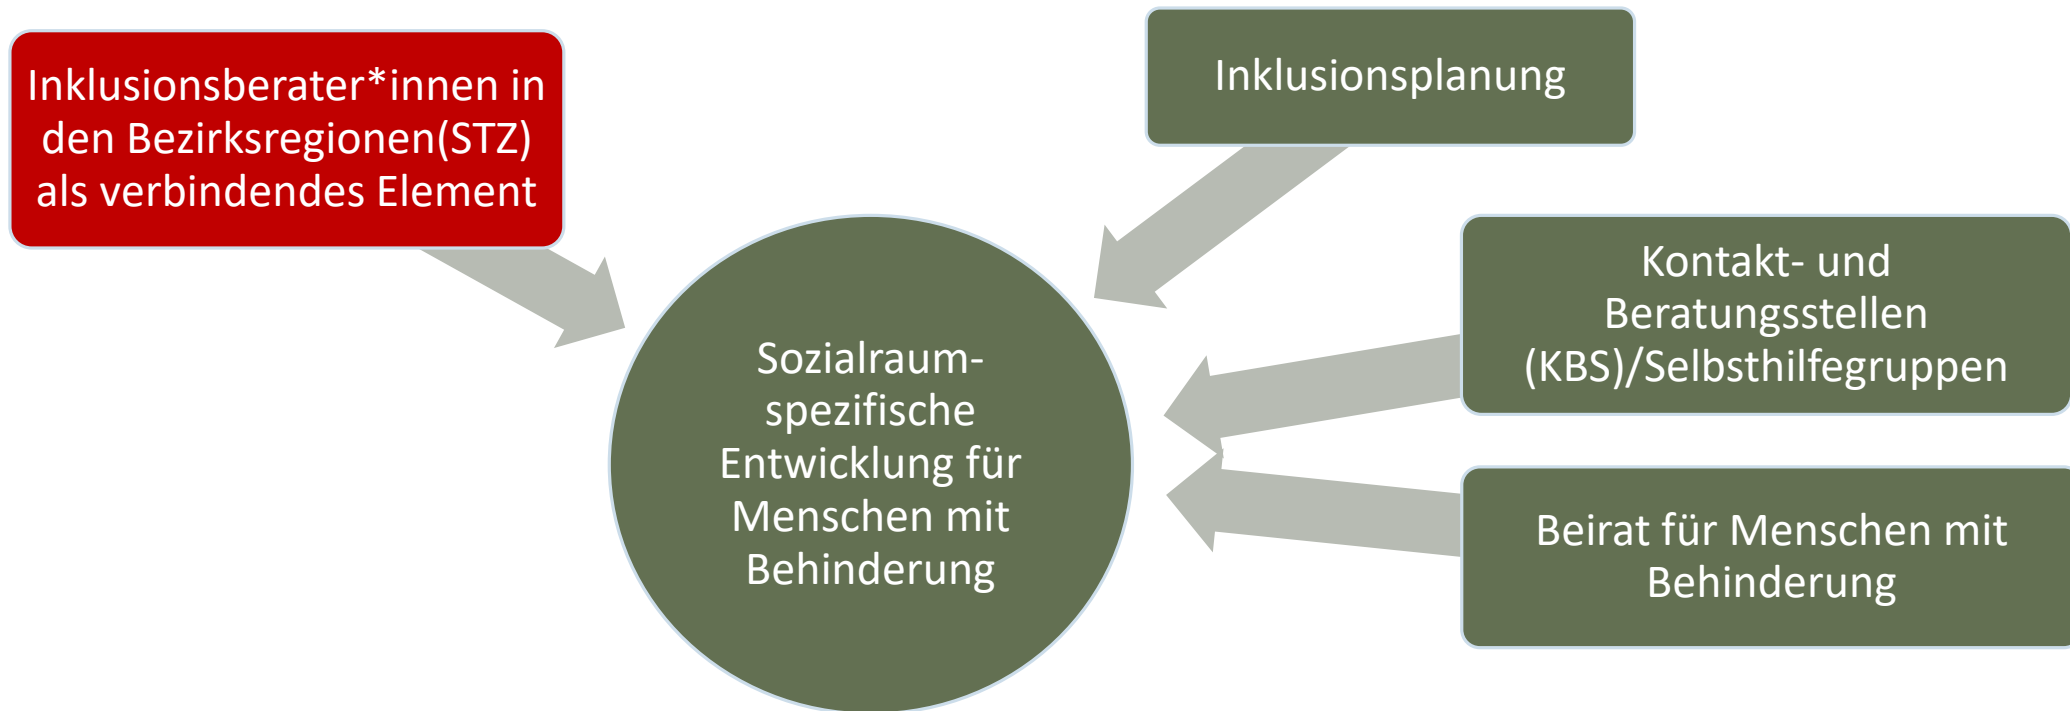 Inklusionsberater*innen in
den Bezirksregionen(STZ)
als verbindendes Element
Inklusionsplanung
Kontakt- und
Beratungsstellen
(KBS)/Selbsthilfegruppen
Sozialraum-
spezifische
Entwicklung für
Menschen mit
Behinderung
Beirat für Menschen mit
Behinderung